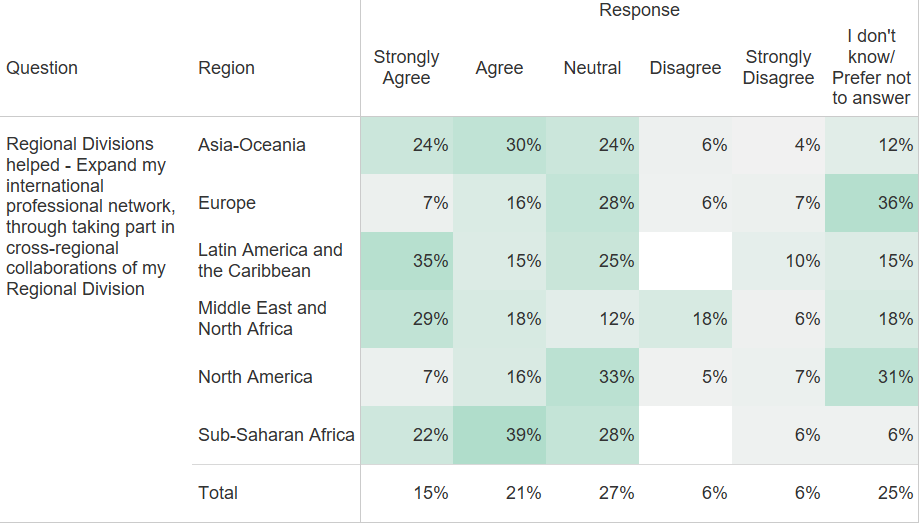 Response
Question Region Strongly Agree Agree Neutral Disagree Strongly Disagree I don't know/ Prefer not to answer
Regional Divisions
helped - Expand my
international
professional network,
through taking part in
cross-regional
collaborations of my
Regional Division
Asia-Oceania 24% 30% 24% 6% 4% 12%
Europe 7% 16% 28% 6% 7% 36%
Latin America and
the Caribbean 35% 15% 25% 10% 15%
Middle East and
North Africa 29% 18% 12% 18% 6% 18%
North America 7% 16% 33% 5% 7% 31%
Sub-Saharan Africa 22% 39% 28% 6% 6%
Total 15% 21% 27% 6% 6% 25%